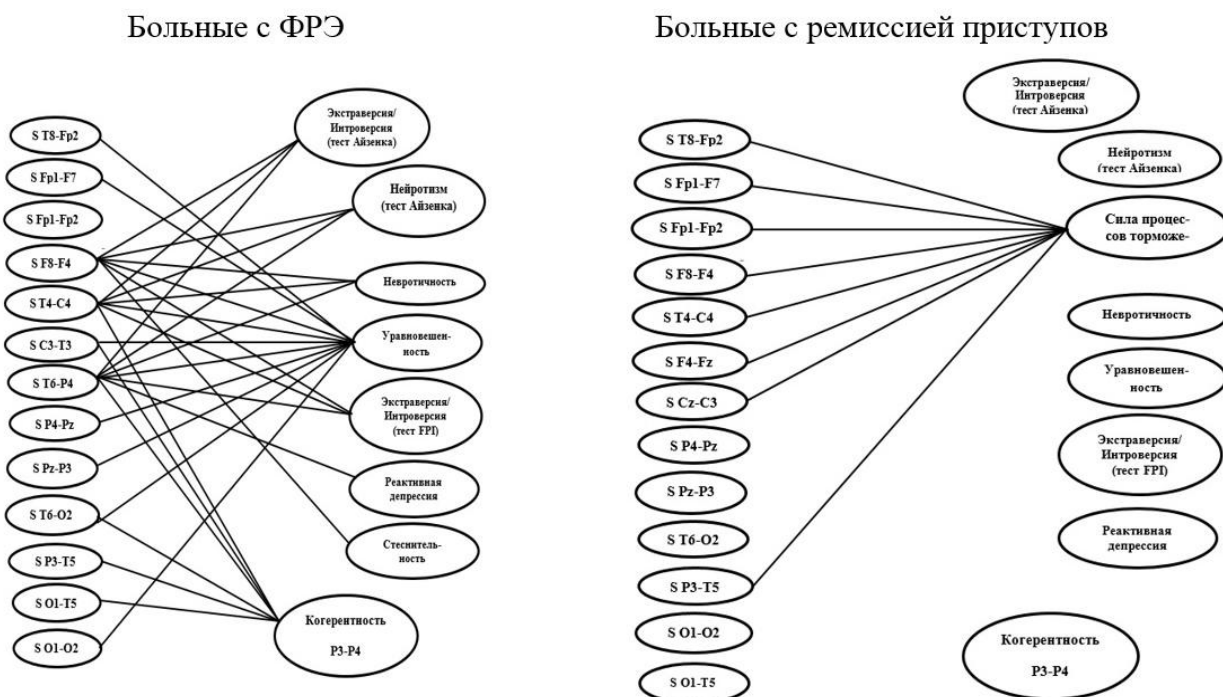 Больные с ФРЭ
S T8-Fp2
S Fp1-F7
S Fp1-Fp2
S F8-F4
S T4-C4
S C3-T3
S T6-P4
S P4-Pz
S Pz-P3
S T6-O2
S P3-T5
S O1-T5
S O1-O2
Экстраверсия/
Интроверсия
(тест Айзенка)
Нейротизм
(тест Айзенка)
Невротичность
Уравновешен-
ность
Экстраверсия/
Интроверсия
(тест FPI)
Реактивная
депрессия
Стеснитель-
ность
Когерентность
P3-P4
Больные с ремиссией приступов
S T8-Fp2
S Fp1-F7
S Fp1-Fp2
S F8-F4
S T4-C4
S F4-Fz
S Cz-C3
S P4-Pz
S Pz-P3
S T6-O2
S P3-T5
S O1-O2
S O1-T5
Экстраверсия/
Интроверсия
(тест Айзенка)
Нейротизм
(тест Айзенка)
Сила процес-
сов торможе-
Невротичность
Уравновешен-
ность
Экстраверсия/
Интроверсия
(тест FPI)
Реактивная
депрессия
Когерентность
P3-P4